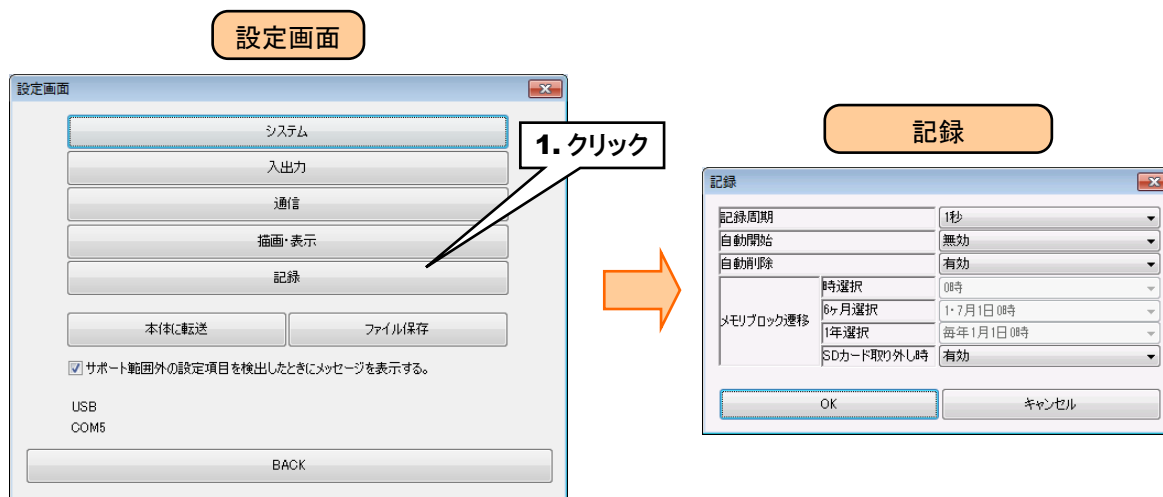 設定画面
設定画面
システム
1. クリック
入出力
通信
描画・表示
記録
本体に転送
ファイル保存
サポート範囲外の設定項目を検出したときにメッセージを表示する。
USB
COM5
BACK
記録
記録
記録周期 1秒
自動開始 無効
自動削除 有効
メモリブロック遷移
時選択 0時
6ヶ月選択 1・7月1日0時
1年選択 毎年1月1日0時
SDカード取り外し時 有効
OK
キャンセル